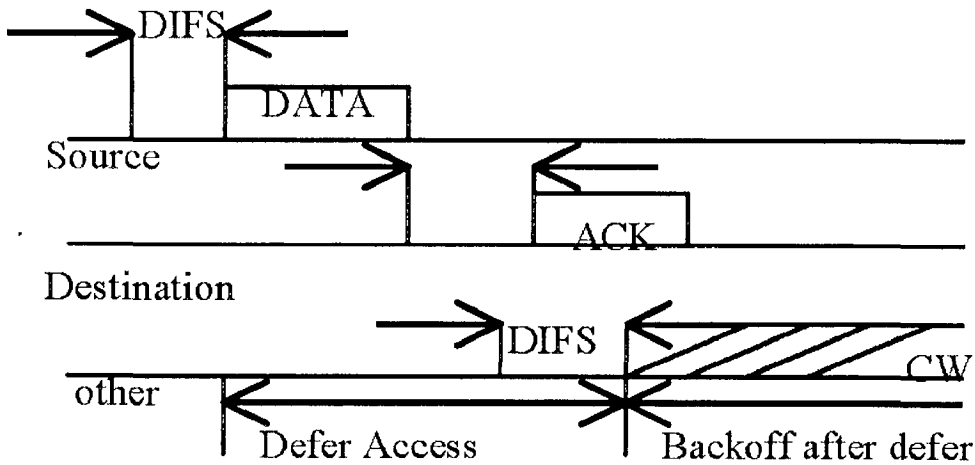 DIFS
DATA
Source
ACK
Destination
DIFS
CW
other
Defer Access
Backoff after defer